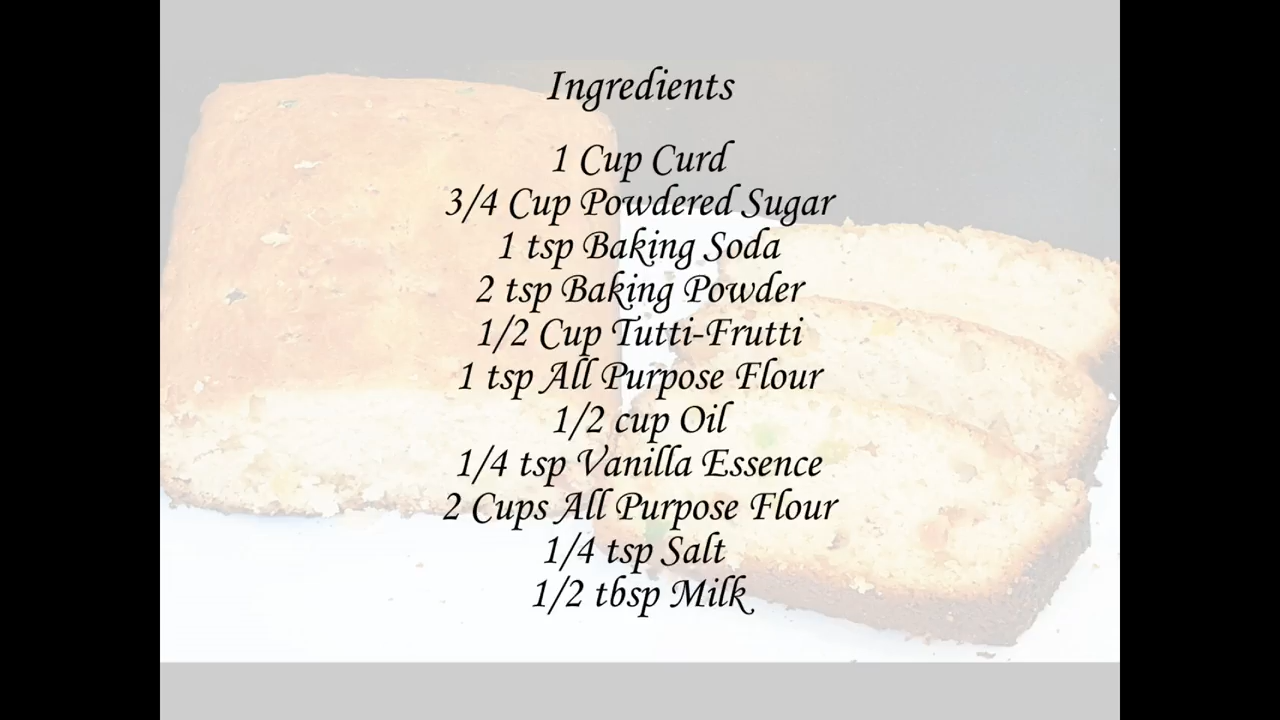 Ingredients
1 Cup Curd
3/4 Cup Powdered Sugar
1 tsp Baking Soda
2 tsp Baking Powder
1/2 Cup Tutti-Frutti
1 tsp All Purpose Flour
1/2 cup Oil
1/4 tsp Vanilla Essence
2 Cups All Purpose Flour
1/4 tsp Salt
1/2 tbsp Milk